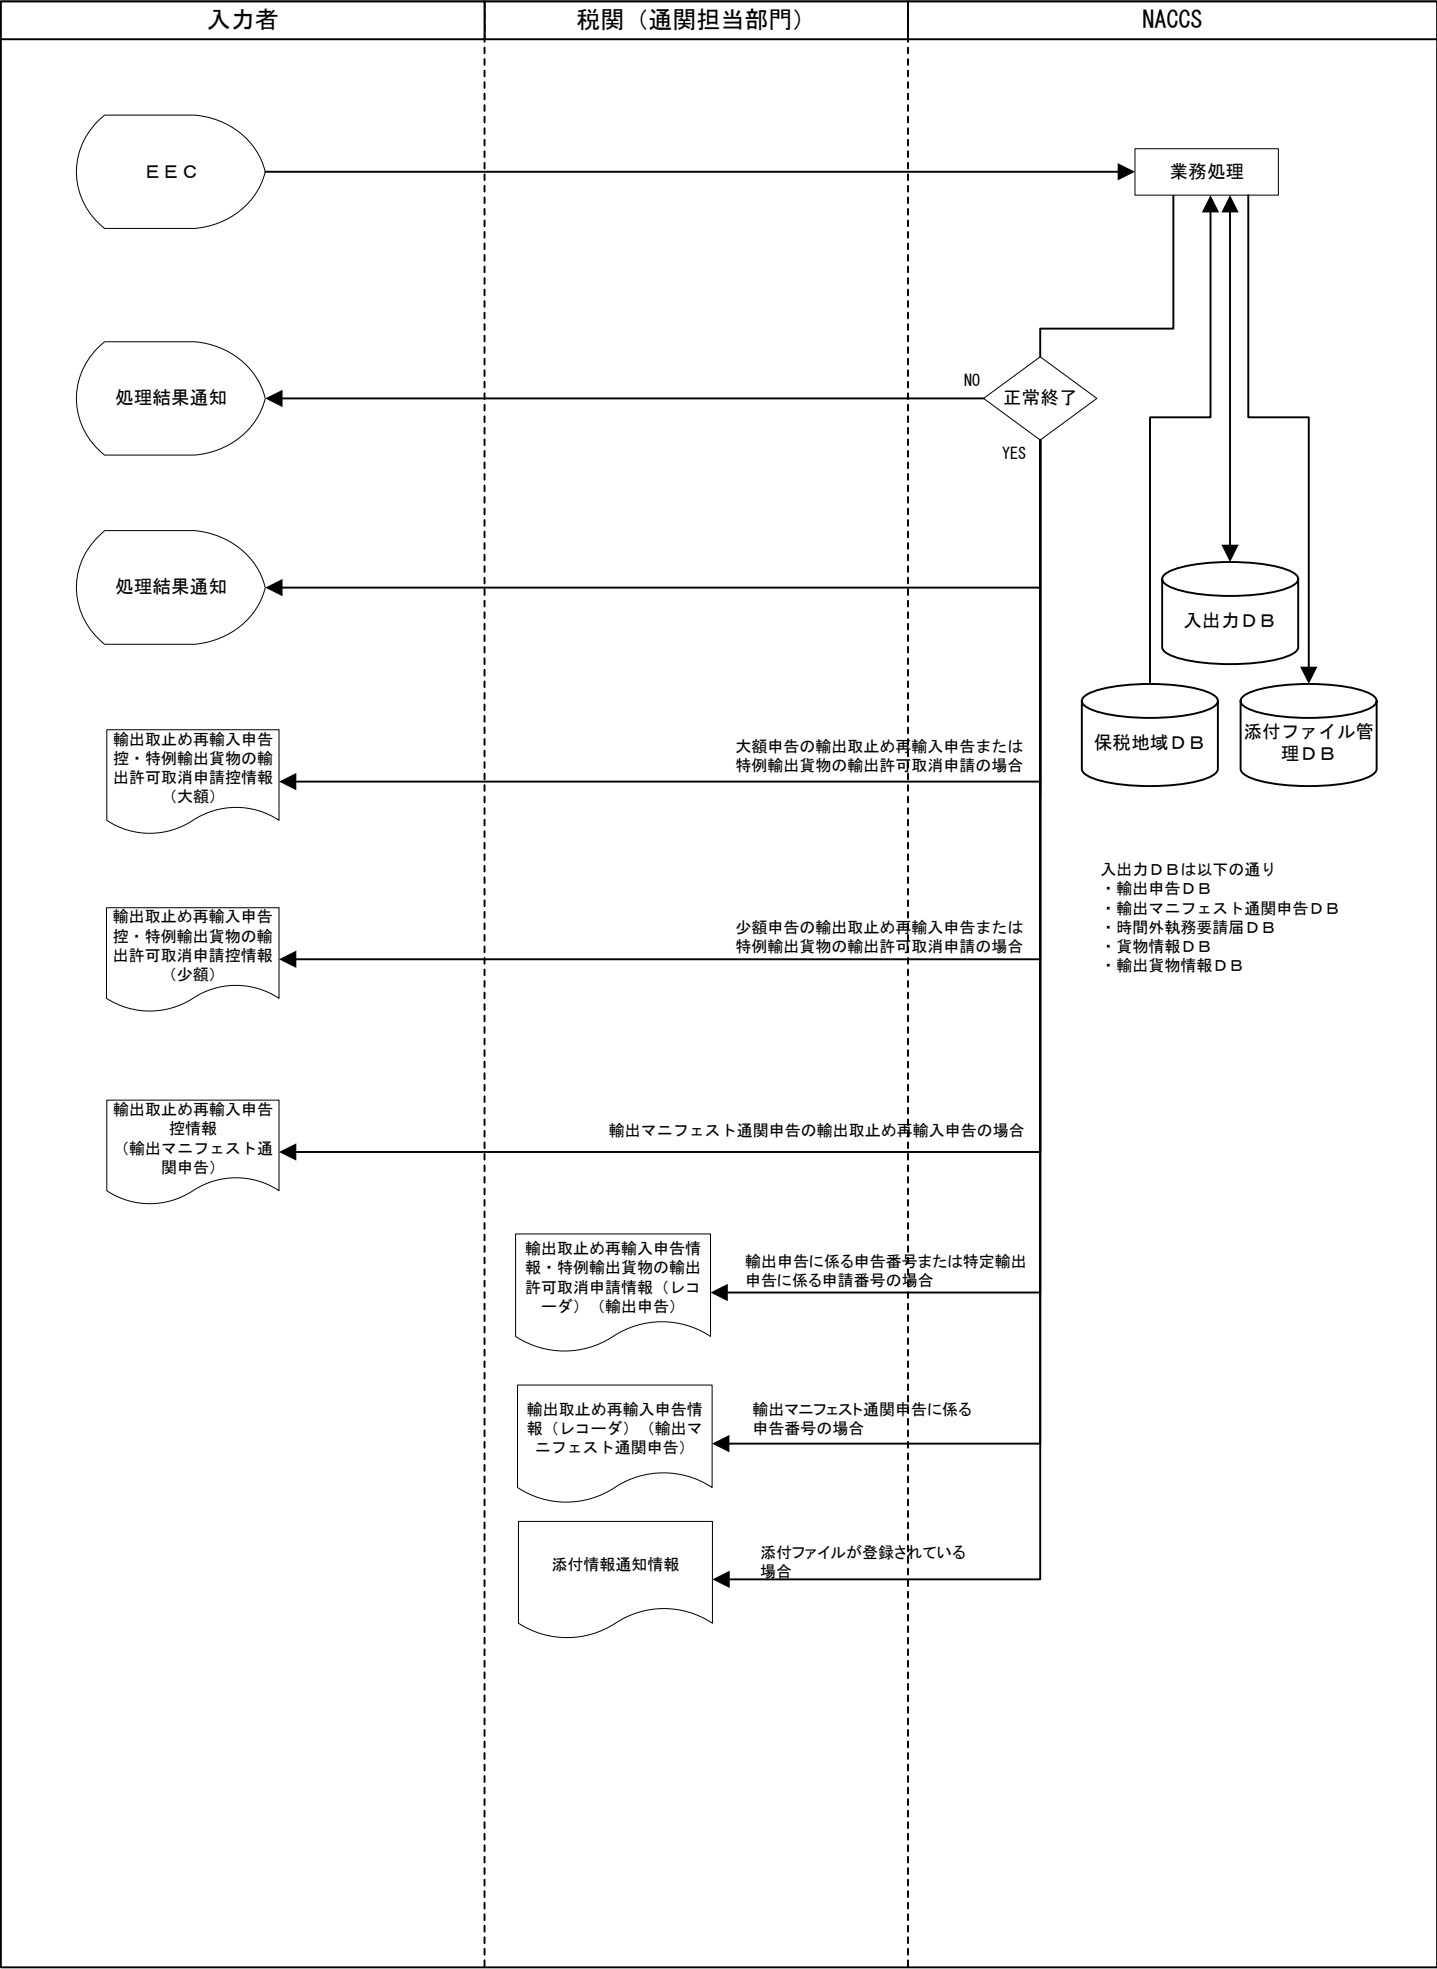 入力者
税関（通関担当部門）
NACCS
ＥＥＣ
業務処理
処理結果通知
NO
正常終了
YES
処理結果通知
入出力ＤＢ
保税地域ＤＢ
添付ファイル管
理ＤＢ
輸出取止め再輸入申告
控・特例輸出貨物の輸
出許可取消申請控情報
（大額）
大額申告の輸出取止め再輸入申告または
特例輸出貨物の輸出許可取消申請の場合
入出力ＤＢは以下の通り
・輸出申告ＤＢ
・輸出マニフェスト通関申告ＤＢ
・時間外執務要請届ＤＢ
・貨物情報ＤＢ
・輸出貨物情報ＤＢ
輸出取止め再輸入申告
控・特例輸出貨物の輸
出許可取消申請控情報
（少額）
少額申告の輸出取止め再輸入申告または
特例輸出貨物の輸出許可取消申請の場合
輸出取止め再輸入申告
控情報
（輸出マニフェスト通
関申告）
輸出マニフェスト通関申告の輸出取止め再輸入申告の場合
輸出取止め再輸入申告情
報・特例輸出貨物の輸出
許可取消申請情報（レコ
ーダ）（輸出申告）
輸出申告に係る申告番号または特定輸出
申告に係る申請番号の場合
輸出取止め再輸入申告情
報（レコーダ）（輸出マ
ニフェスト通関申告）
輸出マニフェスト通関申告に係る
申告番号の場合
添付情報通知情報
添付ファイルが登録されている
場合